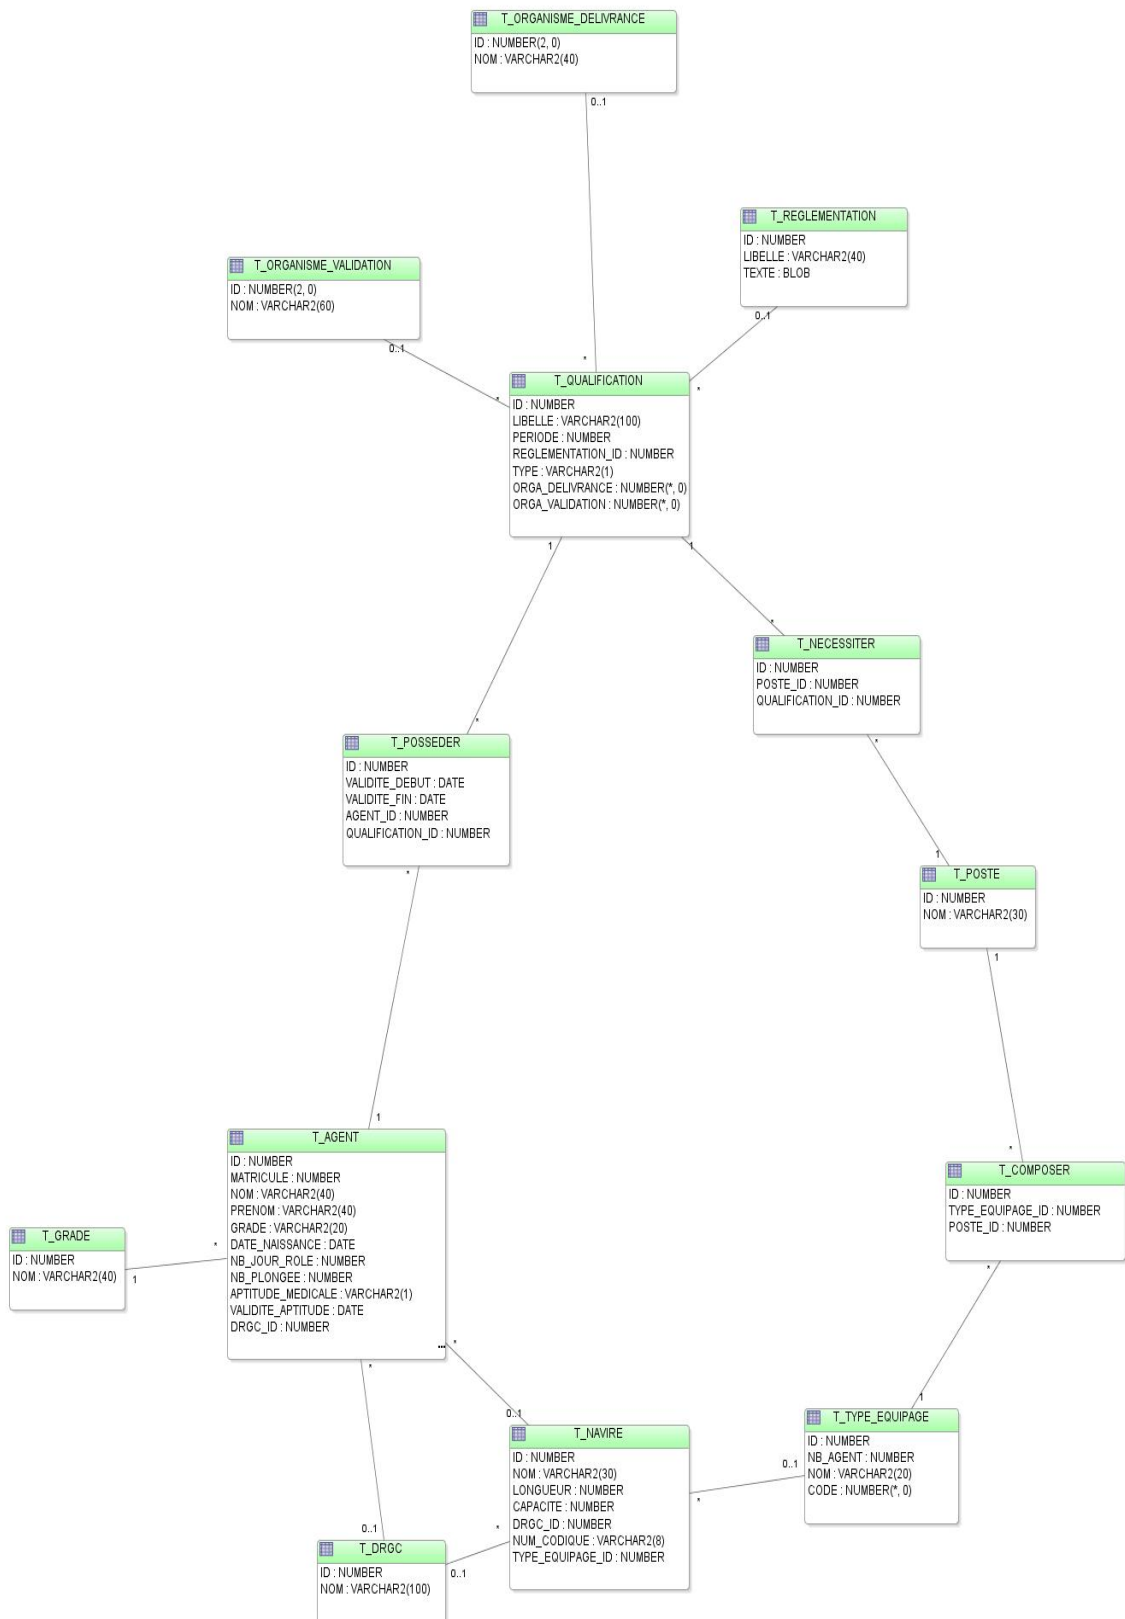 T_ORGANISME_DELIVRANCE
ID : NUMBER(2, 0)
NOM : VARCHAR2(40)
0..1
T_REGLEMENTATION
ID : NUMBER
LIBELLE : VARCHAR2(40)
TEXTE : BLOB
0..1
T_ORGANISME_VALIDATION
ID : NUMBER(2, 0)
NOM : VARCHAR2(60)
0..1
*
*
*
T_QUALIFICATION
ID : NUMBER
LIBELLE : VARCHAR2(100)
PERIODE : NUMBER
REGLEMENTATION_ID : NUMBER
TYPE : VARCHAR2(1)
ORGA_DELIVRANCE : NUMBER(*, 0)
ORGA_VALIDATION : NUMBER(*, 0)
1
1
*
T_NECESSITER
ID : NUMBER
POSTE_ID : NUMBER
QUALIFICATION_ID : NUMBER
*
*
T_POSSEDER
ID : NUMBER
VALIDITE_DEBUT : DATE
VALIDITE_FIN : DATE
AGENT_ID : NUMBER
QUALIFICATION_ID : NUMBER
*
1
T_POSTE
ID : NUMBER
NOM : VARCHAR2(30)
1
1
T_AGENT
ID : NUMBER
MATRICULE : NUMBER
NOM : VARCHAR2(40)
PRENOM : VARCHAR2(40)
GRADE : VARCHAR2(20)
DATE_NAISSANCE : DATE
NB_JOUR_ROLE : NUMBER
NB_PLONGEE : NUMBER
APTITUDE_MEDICALE : VARCHAR2(1)
VALIDITE_APTITUDE : DATE
DRGC_ID : NUMBER
...
*
T_COMPOSER
ID : NUMBER
TYPE_EQUIPAGE_ID : NUMBER
POSTE_ID : NUMBER
*
T_GRADE
ID : NUMBER
NOM : VARCHAR2(40)
*
1
*
*
1
T_TYPE_EQUIPAGE
ID : NUMBER
NB_AGENT : NUMBER
NOM : VARCHAR2(20)
CODE : NUMBER(*, 0)
0..1
T_NAVIRE
ID : NUMBER
NOM : VARCHAR2(30)
LONGUEUR : NUMBER
CAPACITE : NUMBER
DRGC_ID : NUMBER
NUM_CODIQUE : VARCHAR2(8)
TYPE_EQUIPAGE_ID : NUMBER
0..1
*
*
0..1
0..1
T_DRGC
ID : NUMBER
NOM : VARCHAR2(100)